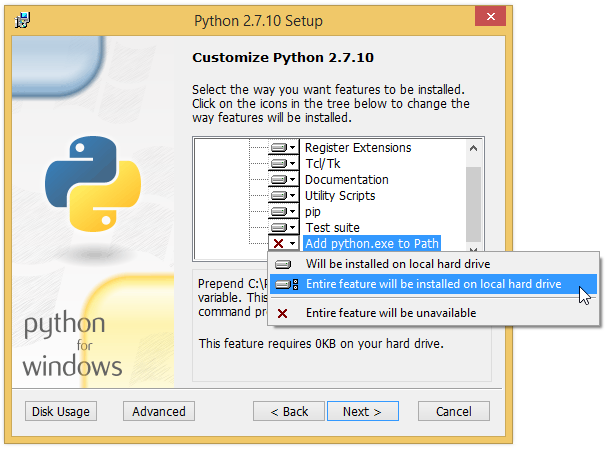 Python 2.7.10 Setup
Customize Python 2.7.10
Select the way you want features to be installed.
Click on the icons in the tree below to change the
way features will be installed.
Register Extensions
Tcl/Tk
Documentation
Utility Scripts
pip
Test suite
Add python.exe to Path
Will be installed on local hard drive
Entire feature will be installed on local hard drive
Entire feature will be unavailable
Prepend
variable. This
command
This feature requires 0KB on your hard drive.
python
for
windows
Disk Usage
Advanced
< Back
Next >
Cancel